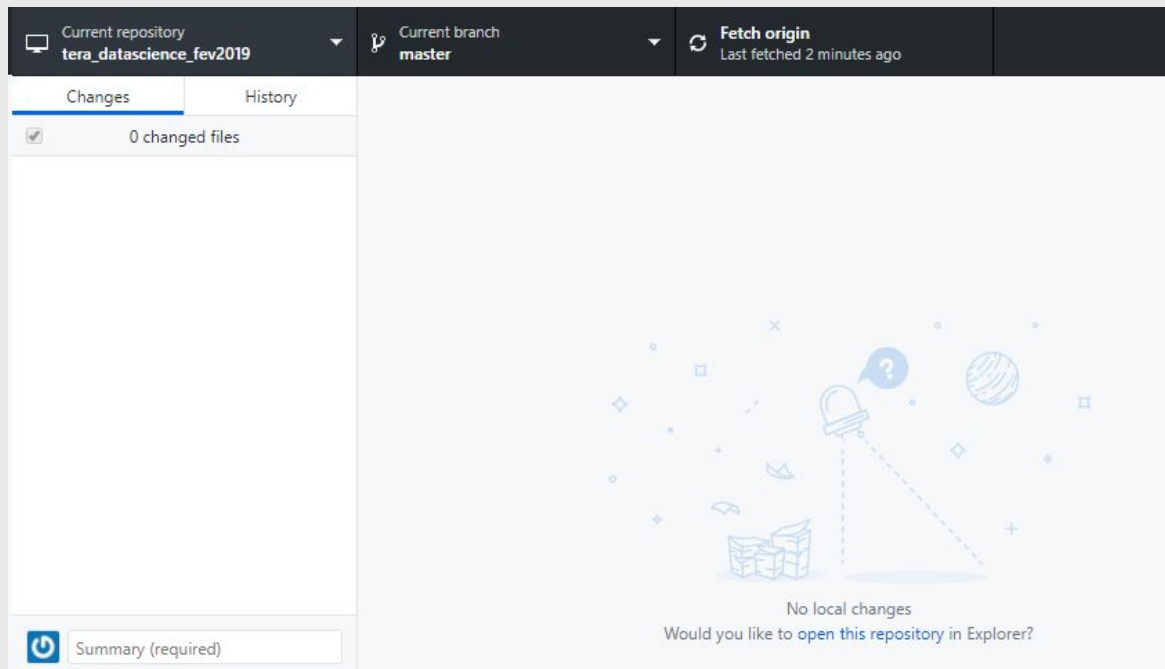 Current repository
tera_datascience_fev2019
Current branch
master
Fetch origin
Last fetched 2 minutes ago
Changes
History
0 changed files
?
No local changes
Would you like to open this repository in Explorer?
Summary (required)